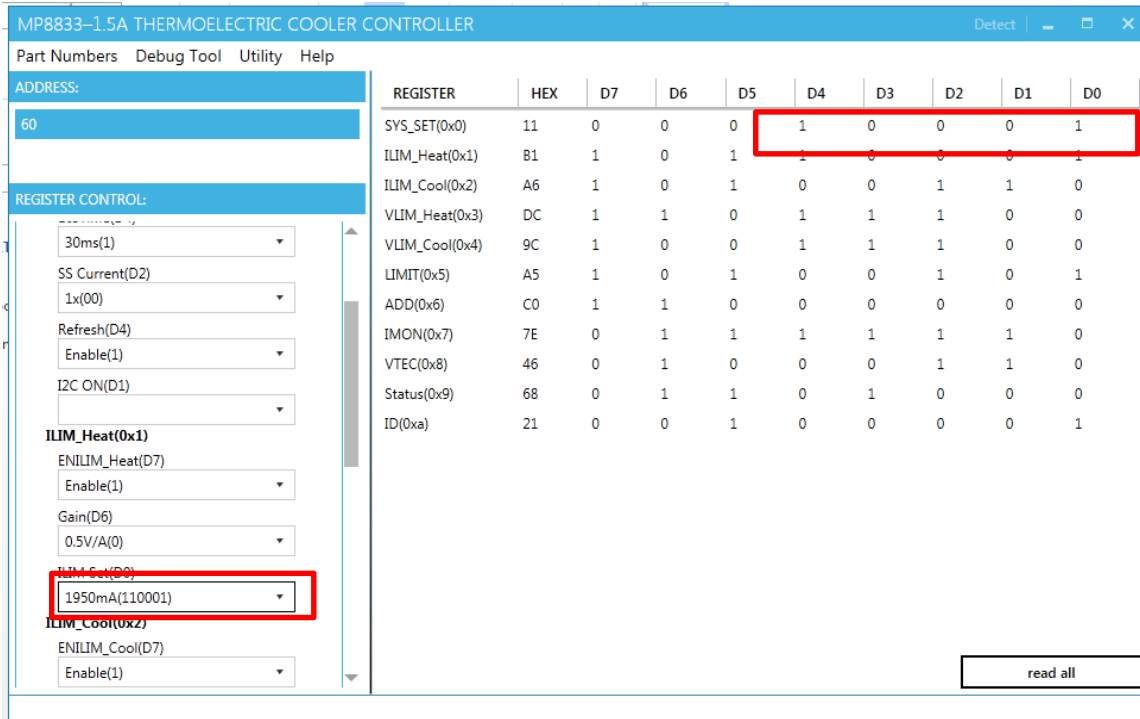 MP8833–1.5A THERMOELECTRIC COOLER CONTROLLER
Detect
Part Numbers Debug Tool Utility Help
ADDRESS:
60
REGISTER CONTROL:
30ms(1)
SS Current(D2)
1x(00)
Refresh(D4)
Enable(1)
I2C ON(D1)
ILIM_Heat(0x1)
ENILIM_Heat(D7)
Enable(1)
Gain(D6)
0.5V/A(0)
ILIM Set(D0)
1950mA(110001)
ILIM_Cool(0x2)
ENILIM_Cool(D7)
Enable(1)
REGISTER HEX D7 D6 D5 D4 D3 D2 D1 D0
SYS_SET(0x0) 11 0 0 0 1 0 0 0 1
ILIM_Heat(0x1) B1 1 0 1 1 0 0 0 1
ILIM_Cool(0x2) A6 1 0 1 0 0 1 1 0
VLIM_Heat(0x3) DC 1 1 0 1 1 1 0 0
VLIM_Cool(0x4) 9C 1 0 0 1 1 1 0 0
LIMIT(0x5) A5 1 0 1 0 0 1 0 1
ADD(0x6) C0 1 1 0 0 0 0 0 0
IMON(0x7) 7E 0 1 1 1 1 1 1 0
VTEC(0x8) 46 0 1 0 0 0 1 1 0
Status(0x9) 68 0 1 1 0 1 0 0 0
ID(0xa) 21 0 0 1 0 0 0 0 1
read all